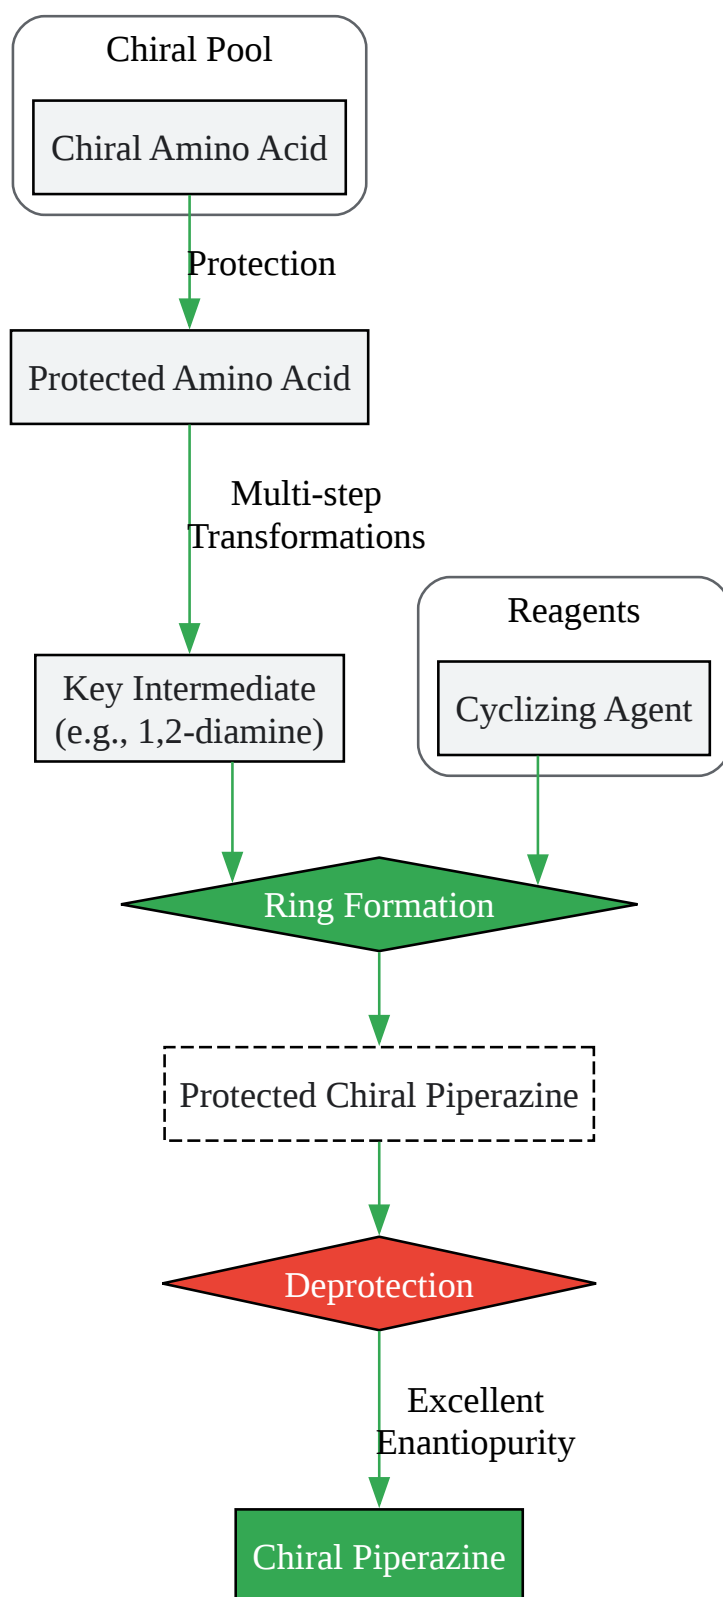 Chiral Pool
Chiral Amino Acid
Protection
Protected Amino Acid
Multi-step
Transformations
Reagents
Key Intermediate
(e.g., 1,2-diamine)
Cyclizing Agent
Ring Formation
Protected Chiral Piperazine
Deprotection
Excellent
Enantiopurity
Chiral Piperazine